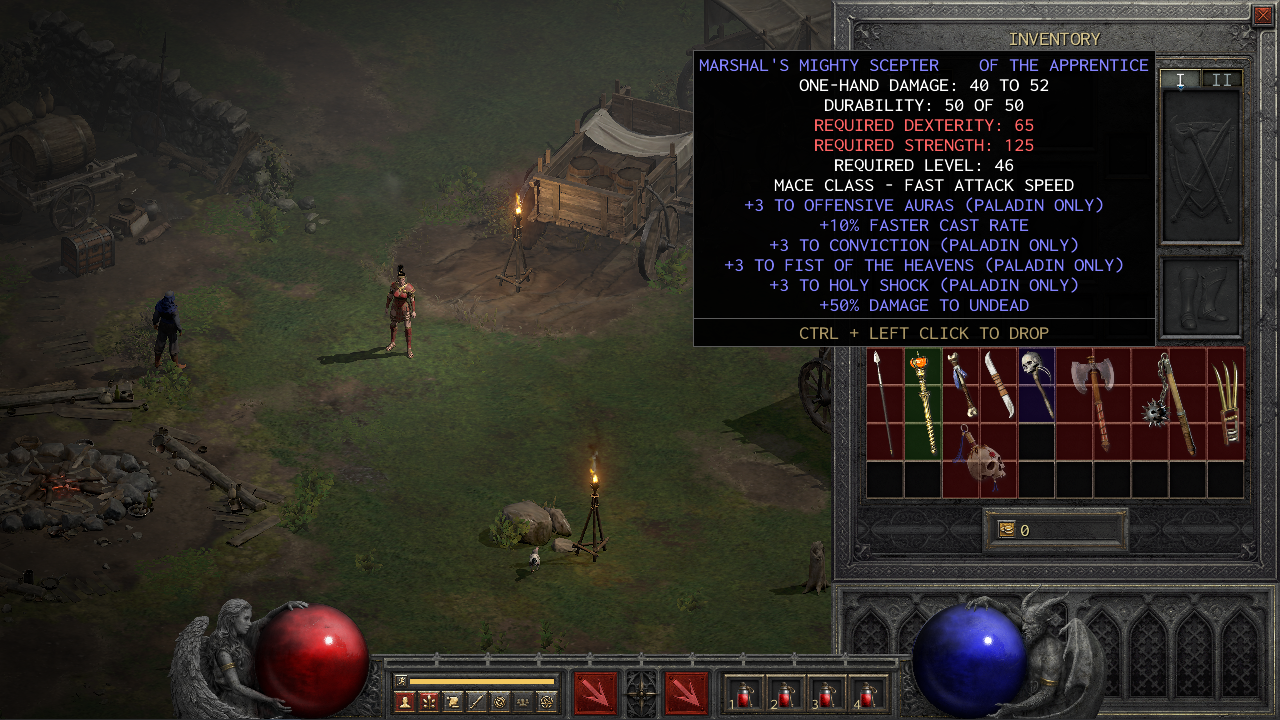 INVENTORY
MARSHAL'S MIGHTY SCEPTER OF THE APPRENTICE
ONE-HAND DAMAGE: 40 TO 52
DURABILITY: 50 OF 50
REQUIRED DEXTERITY: 65
REQUIRED STRENGTH: 125
REQUIRED LEVEL: 46
MACE CLASS - FAST ATTACK SPEED
+3 TO OFFENSIVE AURAS (PALADIN ONLY)
+10% FASTER CAST RATE
+3 TO CONVICTION (PALADIN ONLY)
+3 TO FIST OF THE HEAVENS (PALADIN ONLY)
+3 TO HOLY SHOCK (PALADIN ONLY)
+50% DAMAGE TO UNDEAD
CTRL + LEFT CLICK TO DROP
I II
0
1 2 3 4